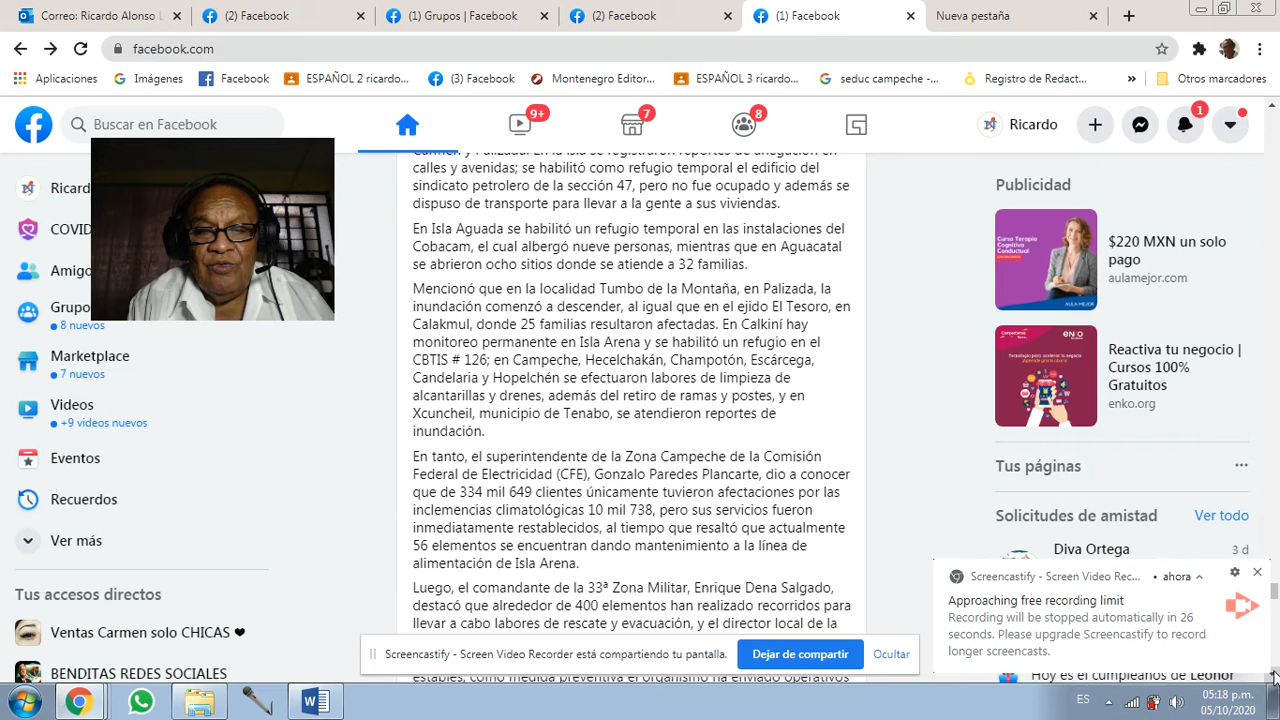 Correo: Ricardo Alonso L
(2) Facebook
(1) Grupos | Facebook
(2) Facebook
(1) Facebook
Nueva pestaña
facebook.com
Aplicaciones
Imágenes
Facebook
ESPAÑOL 2 ricardo...
(3) Facebook
Montenegro Editor...
ESPAÑOL 3 ricardo...
seduc campeche -...
Registro de Redact...
»
Otros marcadores
Buscar en Facebook
9+
7
8
Ricardo
1
Ricard
COVID
Amigo
Grupo
8 nuevos
Marketplace
7 nuevos
Videos
+9 videos nuevos
Eventos
Recuerdos
Ver más
Tus accesos directos
Ventas Carmen solo CHICAS ❤
BENDITAS REDES SOCIALES
calles y avenidas; se habilitó como refugio temporal el edificio del
sindicato petrolero de la sección 47, pero no fue ocupado y además se
dispuso de transporte para llevar a la gente a sus viviendas.
En Isla Aguada se habilitó un refugio temporal en las instalaciones del
Cobacam, el cual albergo nueve personas, mientras que en Aguacatal
se abrieron ocho sitios donde se atiende a 32 familias.
Mencionó que en la localidad Tumbo de la Montaña, en Palizada, la
inundación comenzó a descender, al igual que en el ejido El Tesoro, en
Calakmul, donde 25 familias resultaron afectadas. En Calkiní hay
monitoreo permanente en Isla Arena y se habilitó un refugio en el
CBTIS # 126; en Campeche, Hecelchakán, Champotón, Escárcega,
Candelaria y Hopelchén se efectuaron labores de limpieza de
alcantarillas y drenes, además del retiro de ramas y postes, y en
Xcuncheil, municipio de Tenabo, se atendieron reportes de
inundación.
En tanto, el superintendente de la Zona Campeche de la Comisión
Federal de Electricidad (CFE), Gonzalo Paredes Plancarte, dio a conocer
que de 334 mil 649 clientes únicamente tuvieron afectaciones por las
inclemencias climatológicas 10 mil 738, pero sus servicios fueron
inmediatamente restablecidos, al tiempo que resaltó que actualmente
56 elementos se encuentran dando mantenimiento a la línea de
alimentación de Isla Arena.
Luego, el comandante de la 33ª Zona Militar, Enrique Dena Salgado,
destacó que alrededor de 400 elementos han realizado recorridos para
llevar a cabo labores de rescate y evacuación, y el director local de la
Publicidad
$220 MXN un solo
pago
aulamejor.com
Reactiva tu negocio |
Cursos 100%
Gratuitos
enko.org
Tus páginas
Solicitudes de amistad
Ver todo
Diva Ortega
3 d
Screencastify - Screen Video Rec...
• ahora
Approaching free recording limit
Recording will be stopped automatically in 26
seconds. Please upgrade Screencastify to record
longer screencasts.
Hoy es el cumpleaños de Leonor
Screencastify - Screen Video Recorder está compartiendo tu pantalla.
Dejar de compartir
Ocultar
ES
05:18 p.m.
05/10/2020